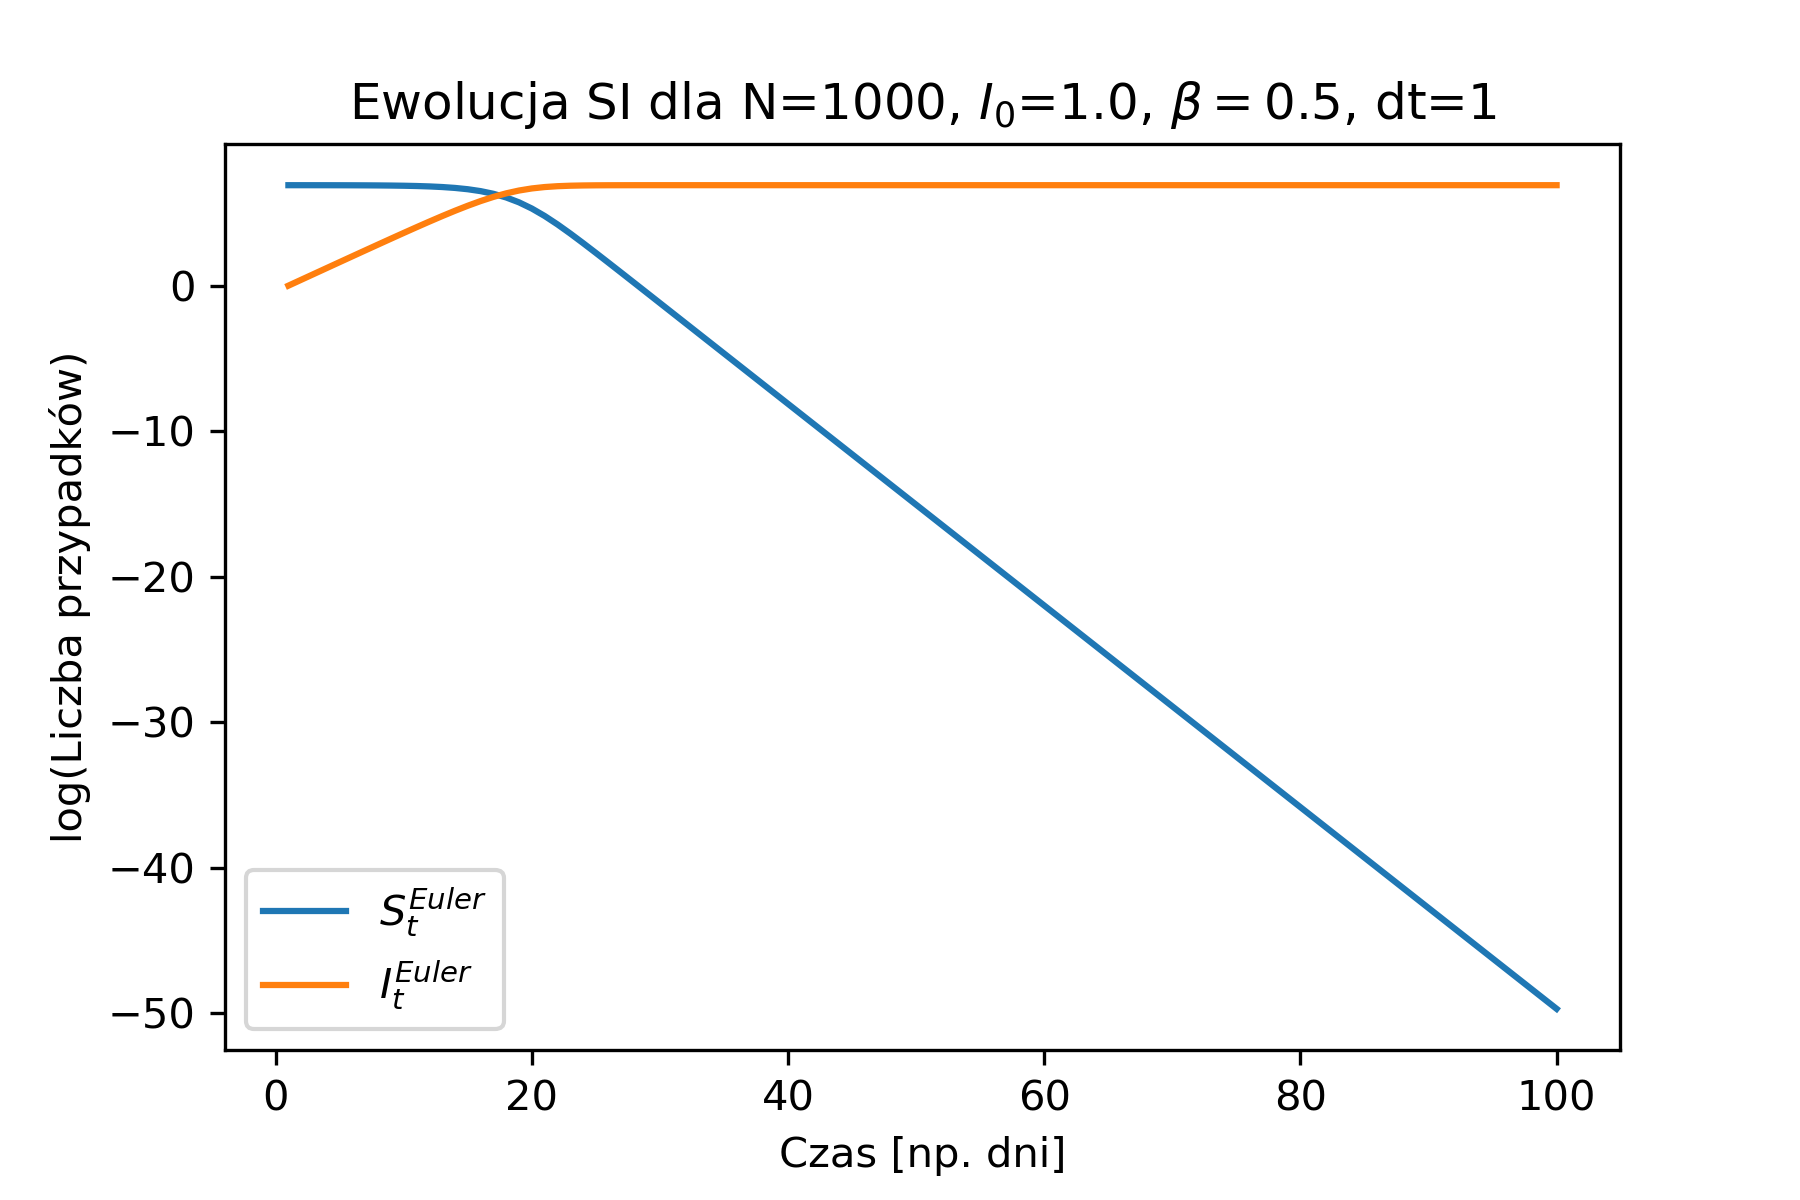 Ewolucja SI dla N=1000, I₀=1.0, β = 0.5, dt=1
log(Liczba przypadków)
0
−10
−20
−30
−40
−50
S_t^{Euler}
I_t^{Euler}
0 20 40 60 80 100
Czas [np. dni]